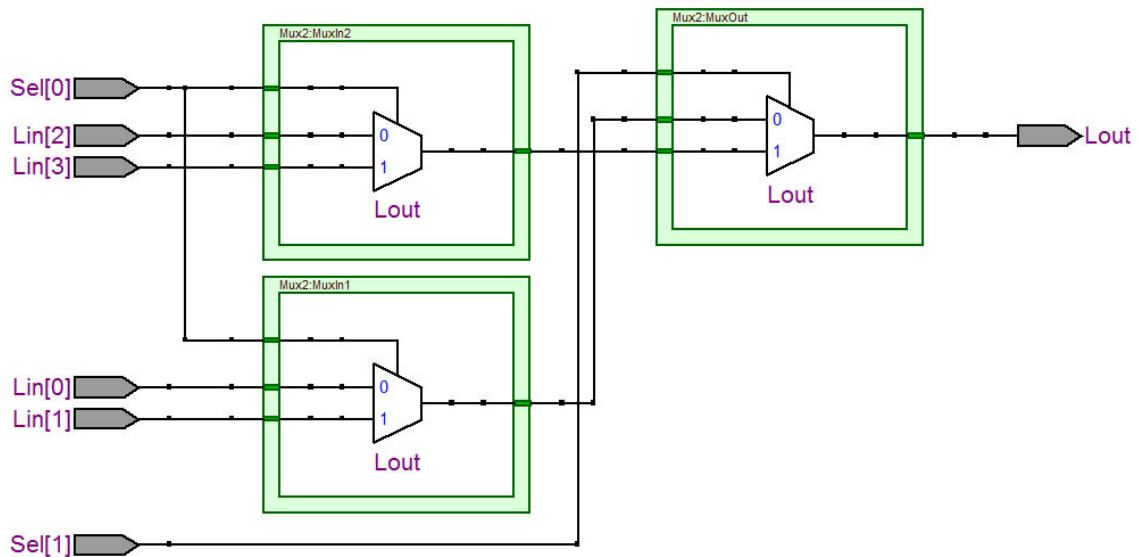 Mux2:MuxIn2
Sel[0]
Lin[2]
Lin[3]
0
1
Lout
Mux2:MuxOut
0
1
Lout
Lout
Mux2:MuxIn1
Lin[0]
Lin[1]
0
1
Lout
Sel[1]